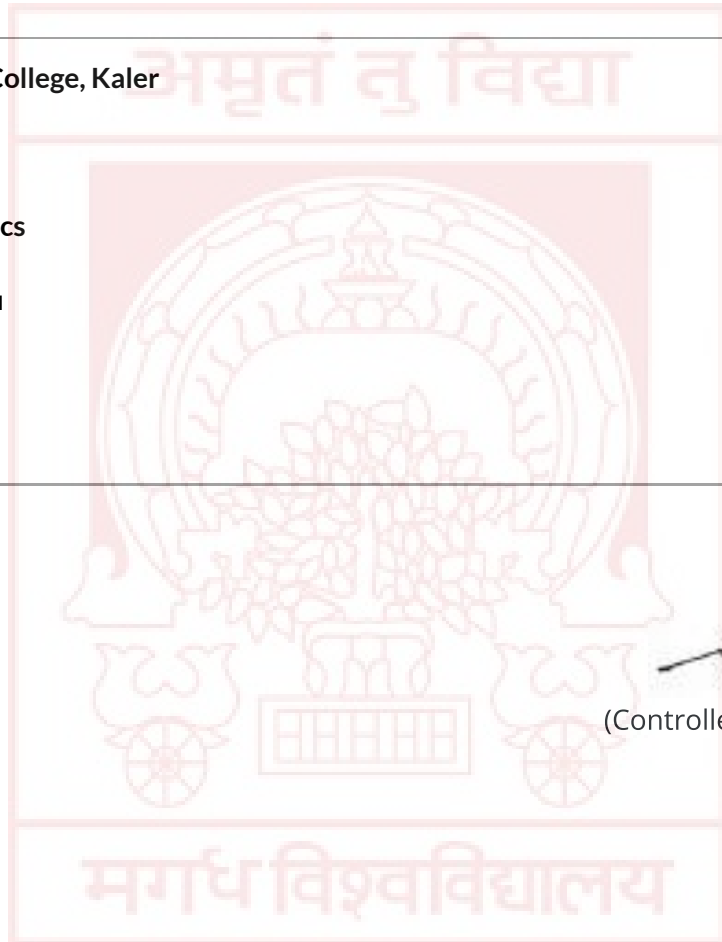 अमृतं तु विद्या
College, Kaler
cs
(Controlle
मगध विश्वविद्यालय